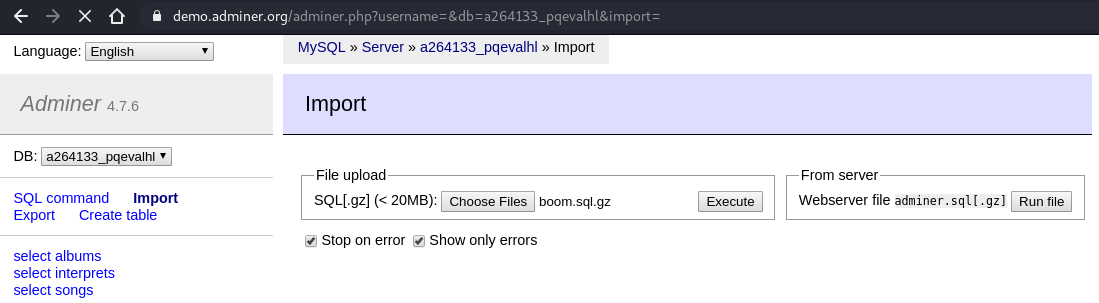 demo.adminer.org/adminer.php?username=&db=a264133_pqevalhl&import=
Language: English
MySQL » Server » a264133_pqevalhl » Import
Adminer 4.7.6
Import
DB: a264133_pqevalhl
SQL command Import
Export Create table
select albums
select interprets
select songs
File upload
SQL[.gz] (< 20MB): Choose Files boom.sql.gz Execute
From server
Webserver file adminer.sql[.gz] Run file
Stop on error Show only errors